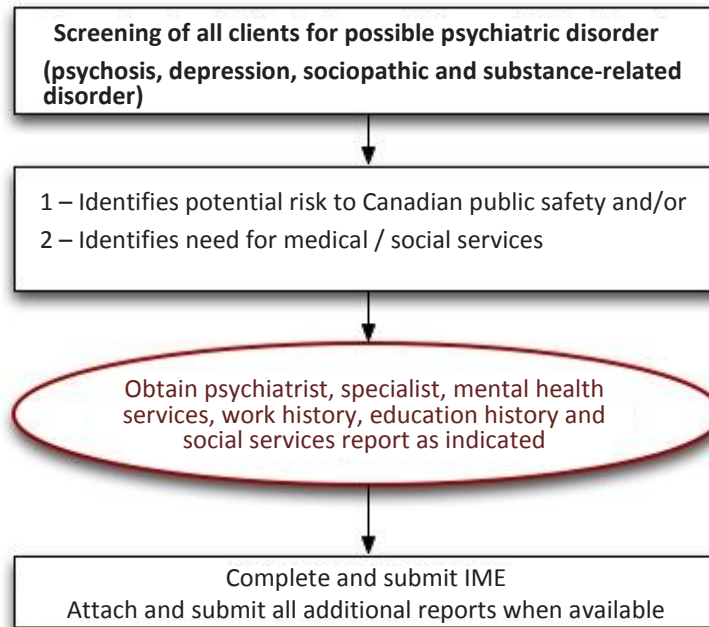 Screening of all clients for possible psychiatric disorder
(psychosis, depression, sociopathic and substance-related
disorder)
1 – Identifies potential risk to Canadian public safety and/or
2 – Identifies need for medical / social services
Obtain psychiatrist, specialist, mental health
services, work history, education history and
social services report as indicated
Complete and submit IME
Attach and submit all additional reports when available